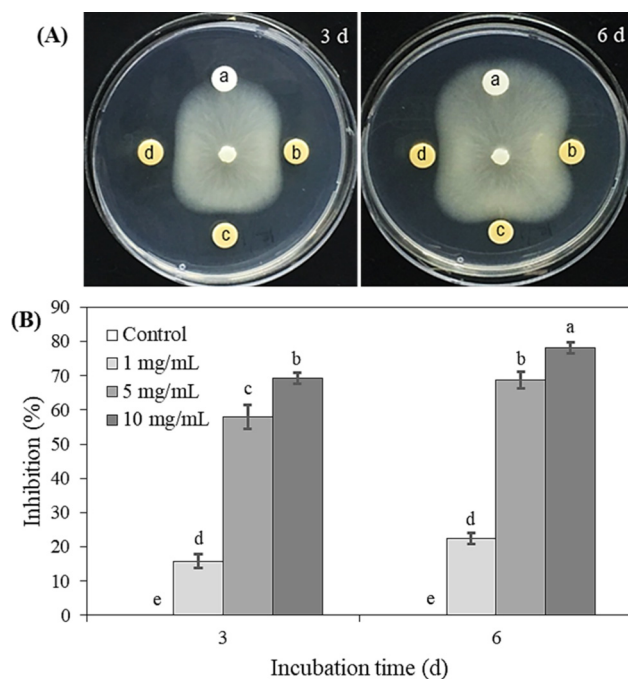 (A)
3 d
6 d
a
b
c
d
a
b
c
d
(B)
90
80
70
60
50
40
30
20
10
0
Inhibition (%)
Control
1 mg/mL
5 mg/mL
10 mg/mL
e
d
c
b
e
d
b
a
3
6
Incubation time (d)